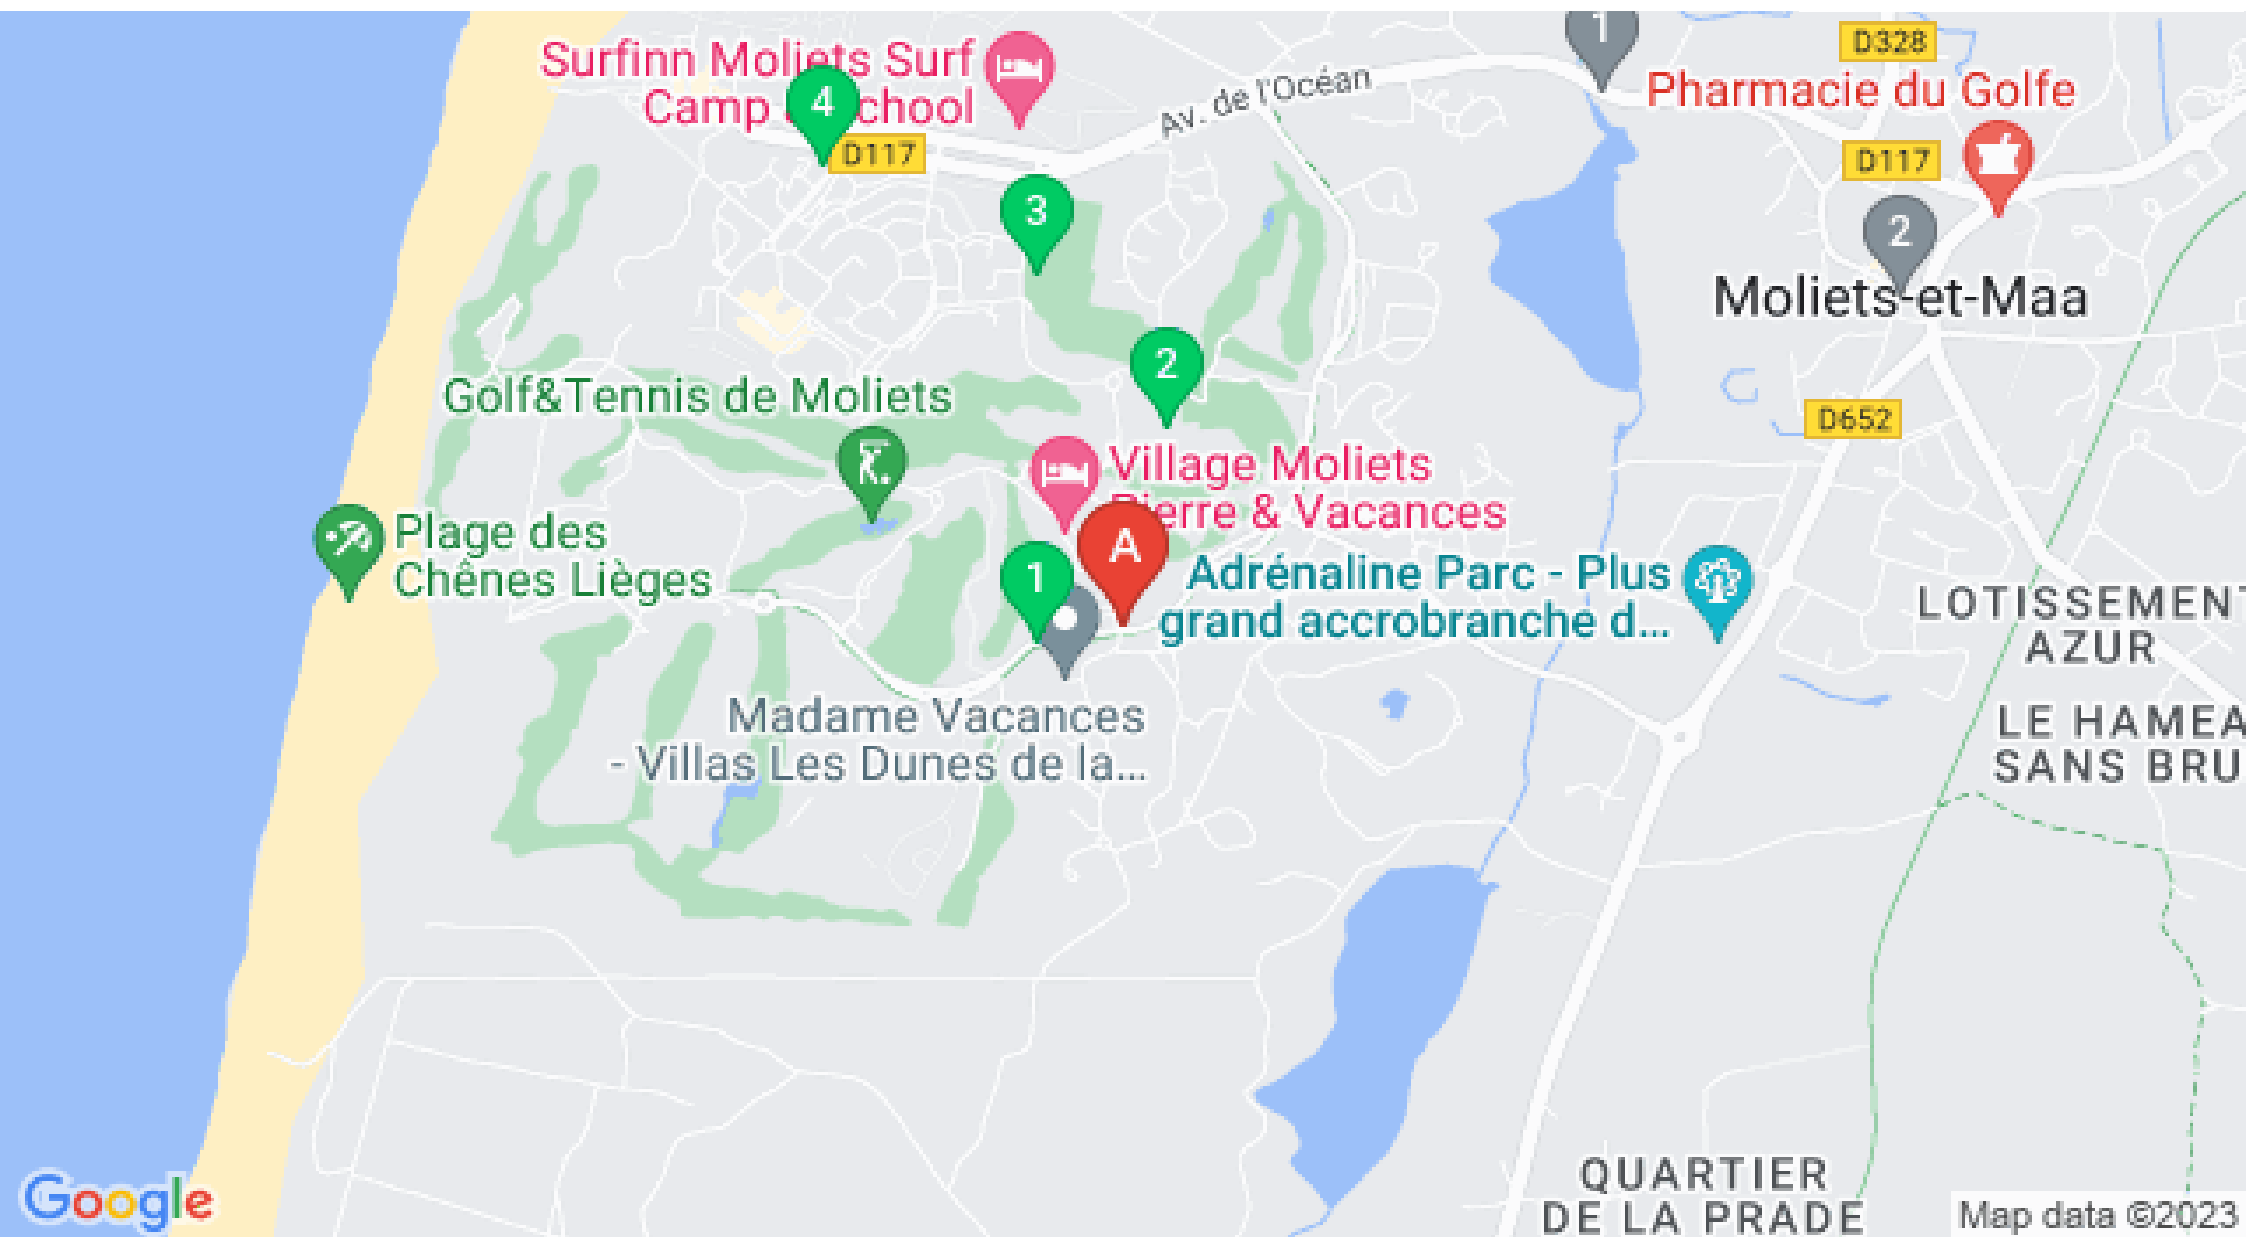 1
D328
Surfinn Moliets Surf
Camp
chool
4
Av. de l'Océan
Pharmacie du Golfe
D117
D117
3
2
Moliets-et-Maa
2
Golf&Tennis de Moliets
D652
Village Moliets
Pierre & Vacances
Plage des
Chênes Lièges
A
1
Adrénaline Parc - Plus
grand accrobranche d...
LOTISSEMENT
AZUR
Madame Vacances
- Villas Les Dunes de la...
LE HAMEA
SANS BRU
QUARTIER
DE LA PRADE
Google
Map data ©2023